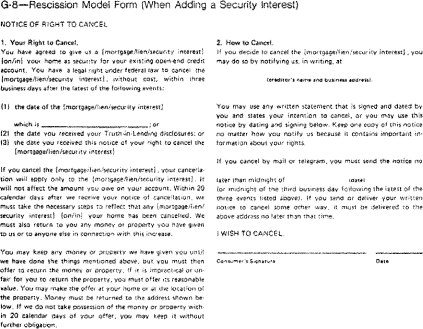 G-8—Rescission Model Form (When Adding a Security Interest)
NOTICE OF RIGHT TO CANCEL
1. Your Right to Cancel.
You have agreed to give us a [mortgage/lien/security interest]
[on/in] your home as security for your existing open-end credit
account. You have a legal right under federal law to cancel the
[mortgage/lien/security interest], without cost, within three
business days after the latest of the following events:
(1) the date of the [mortgage/lien/security interest]
which is ____________________; or
(2) the date you received your Truth-in-Lending disclosures; or
(3) the date you received this notice of your right to cancel the
[mortgage/lien/security interest]
If you cancel the [mortgage/lien/security interest], your cancella-
tion will apply only to the [mortgage/lien/security interest]. It
will not affect the amount you owe on your account. Within 20
calendar days after we receive your notice of cancellation, we
must take the necessary steps to reflect that any [mortgage/lien/
security interest] [on/in] your home has been cancelled. We
must also return to you any money or property you have given
to us or to anyone else in connection with this increase.
You may keep any money or property we have given you until
we have done the things mentioned above, but you must then
offer to return the money or property. If it is impractical or un-
fair for you to return the property, you must offer its reasonable
value. You may make the offer at your home or at the location of
the property. Money must be returned to the address shown be-
low. If we do not take possession of the money or property with-
in 20 calendar days of your offer, you may keep it without
further obligation.
2. How to Cancel.
If you decide to cancel the [mortgage/lien/security interest], you
may do so by notifying us, in writing, at
(creditor's name and business address).
You may use any written statement that is signed and dated by
you and states your intention to cancel, or you may use this
notice by dating and signing below. Keep one copy of this notice
no matter how you notify us because it contains important in-
formation about your rights.
If you cancel by mail or telegram, you must send the notice no
later than midnight of (date)
(or midnight of the third business day following the latest of the
three events listed above). If you send or deliver your written
notice to cancel some other way, it must be delivered to the
above address no later than that time.
I WISH TO CANCEL.
Consumer's Signature Date